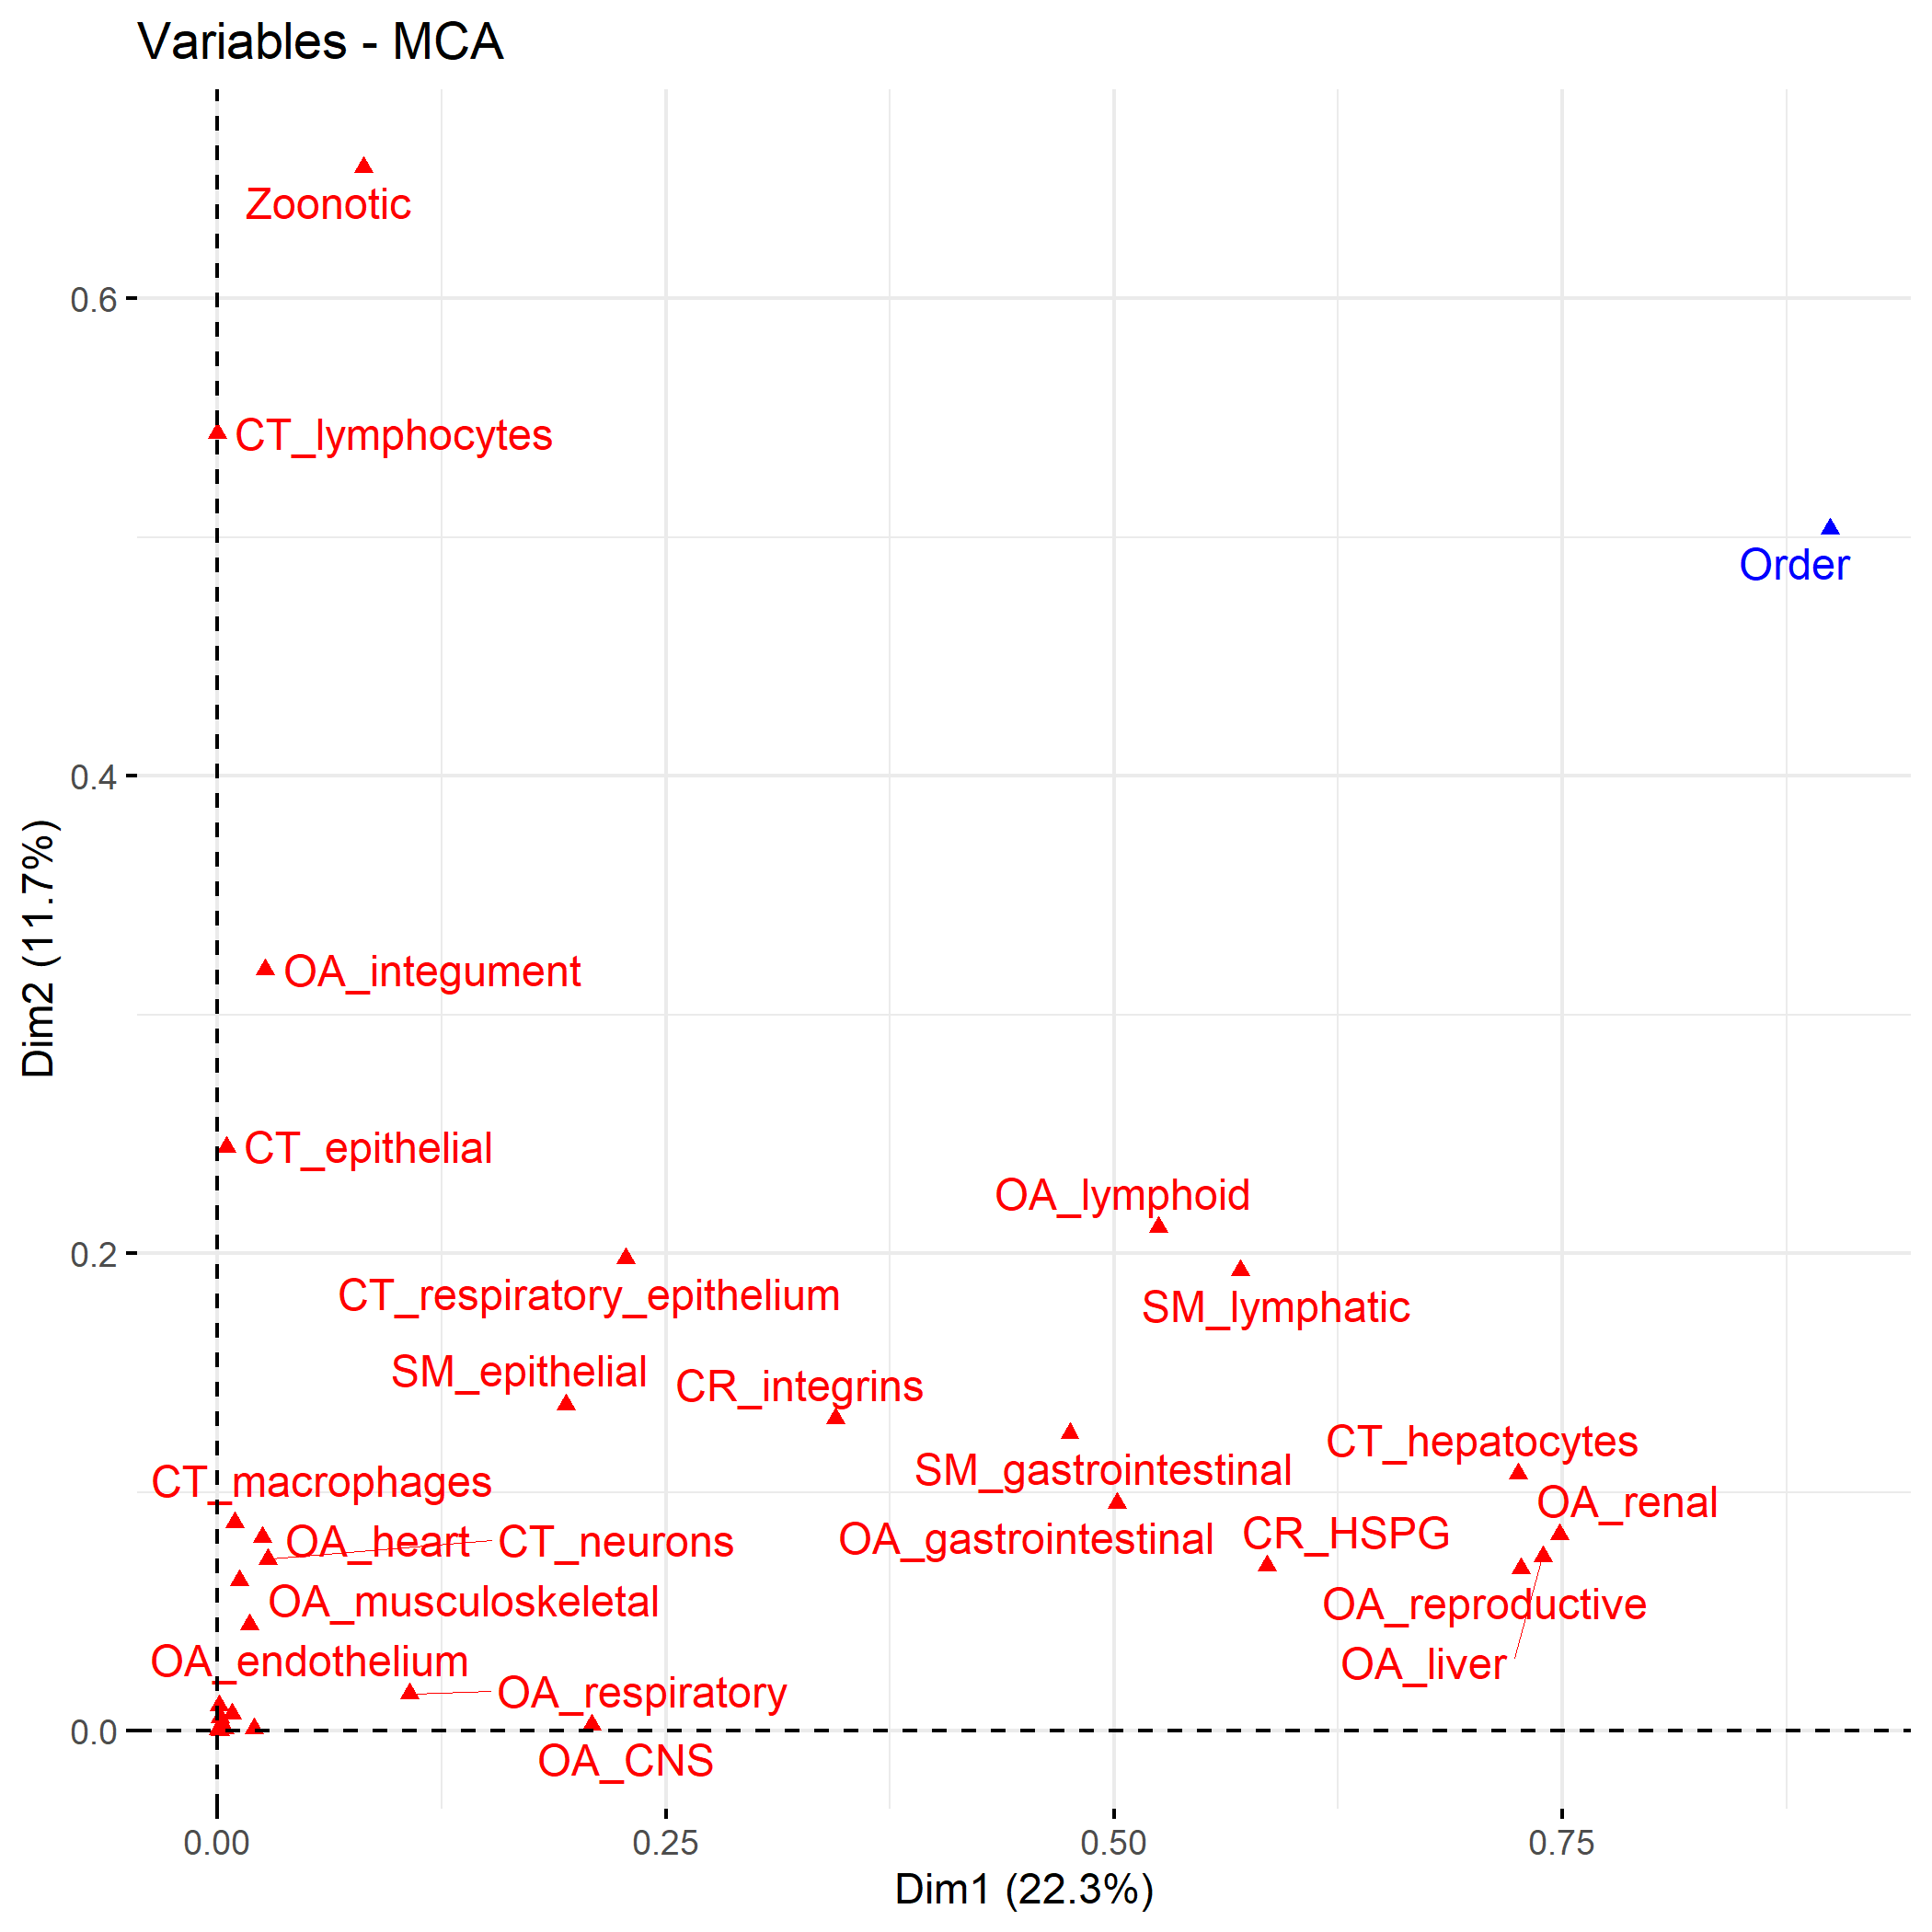 Variables - MCA
Zoonotic
0.6
CT_lymphocytes
Order
0.4
OA_integument
CT_epithelial
OA_lymphoid
0.2
CT_respiratory_epithelium
SM_lymphatic
SM_epithelial
CR_integrins
CT_hepatocytes
SM_gastrointestinal
CT_macrophages
OA_renal
OA_heart
CT_neurons
OA_gastrointestinal
CR_HSPG
OA_musculoskeletal
OA_reproductive
OA_endothelium
OA_liver
OA_respiratory
0.0
OA_CNS
0.00
0.25
0.50
0.75
Dim1 (22.3%)
Dim2 (11.7%)